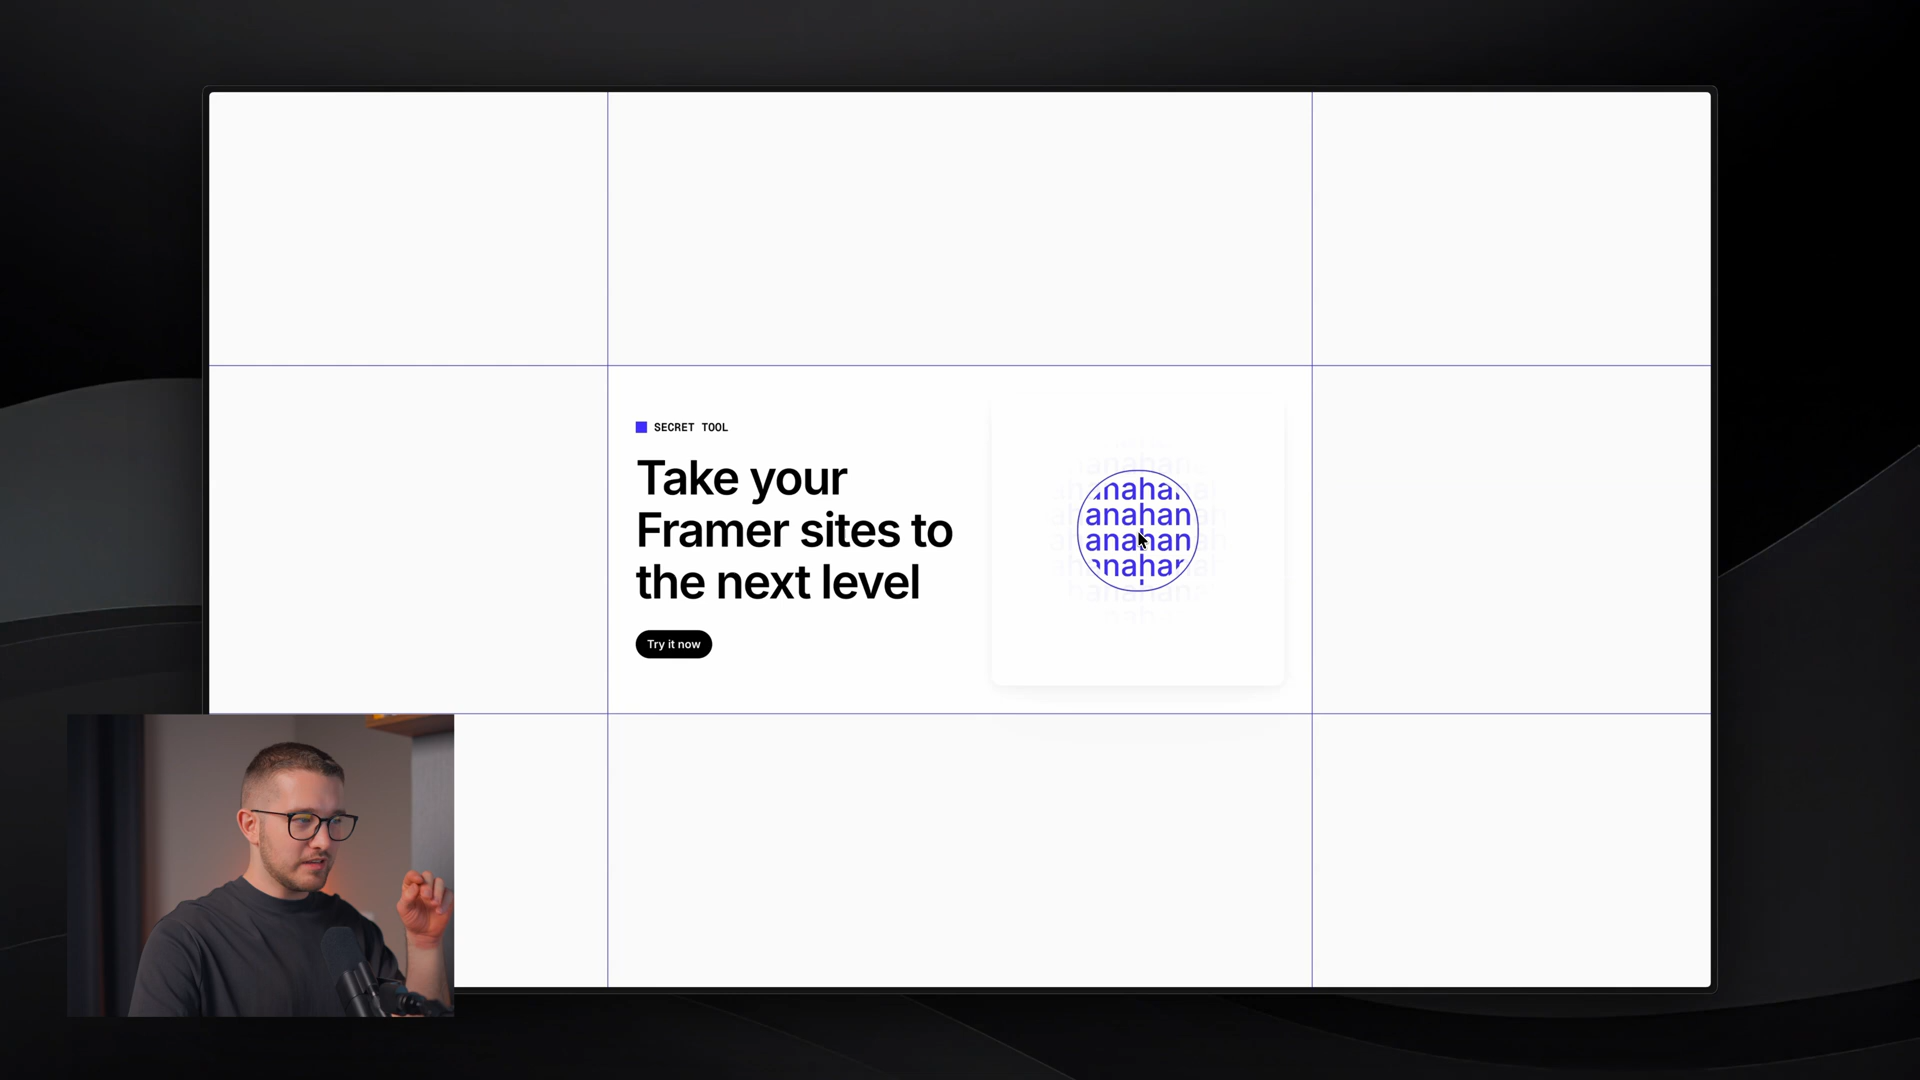 SECRET TOOL
Take your
Framer sites to
the next level
Try it now
anahan
anahan